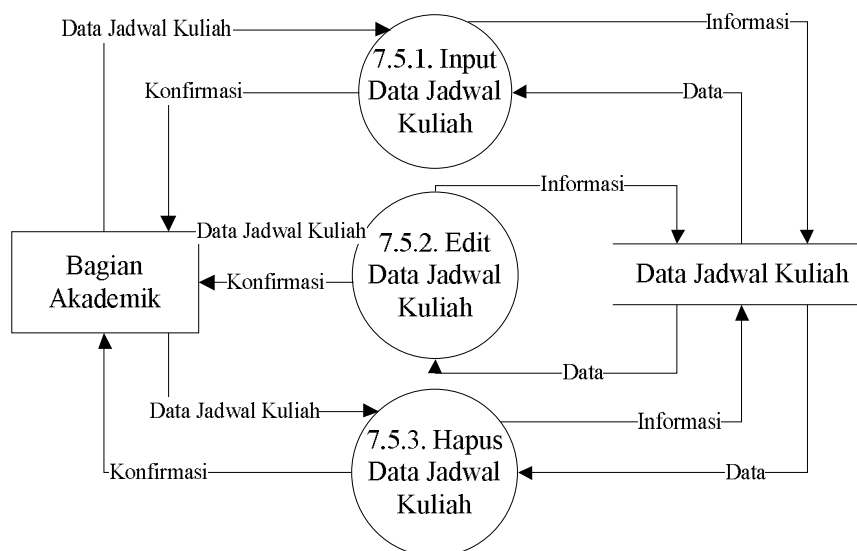 Data Jadwal Kuliah
Informasi
7.5.1. Input
Data Jadwal
Kuliah
Konfirmasi
Data
Informasi
Data Jadwal Kuliah
7.5.2. Edit
Data Jadwal
Kuliah
Bagian
Akademik
Konfirmasi
Data Jadwal Kuliah
Data
Data Jadwal Kuliah
7.5.3. Hapus
Data Jadwal
Kuliah
Informasi
Konfirmasi
Data